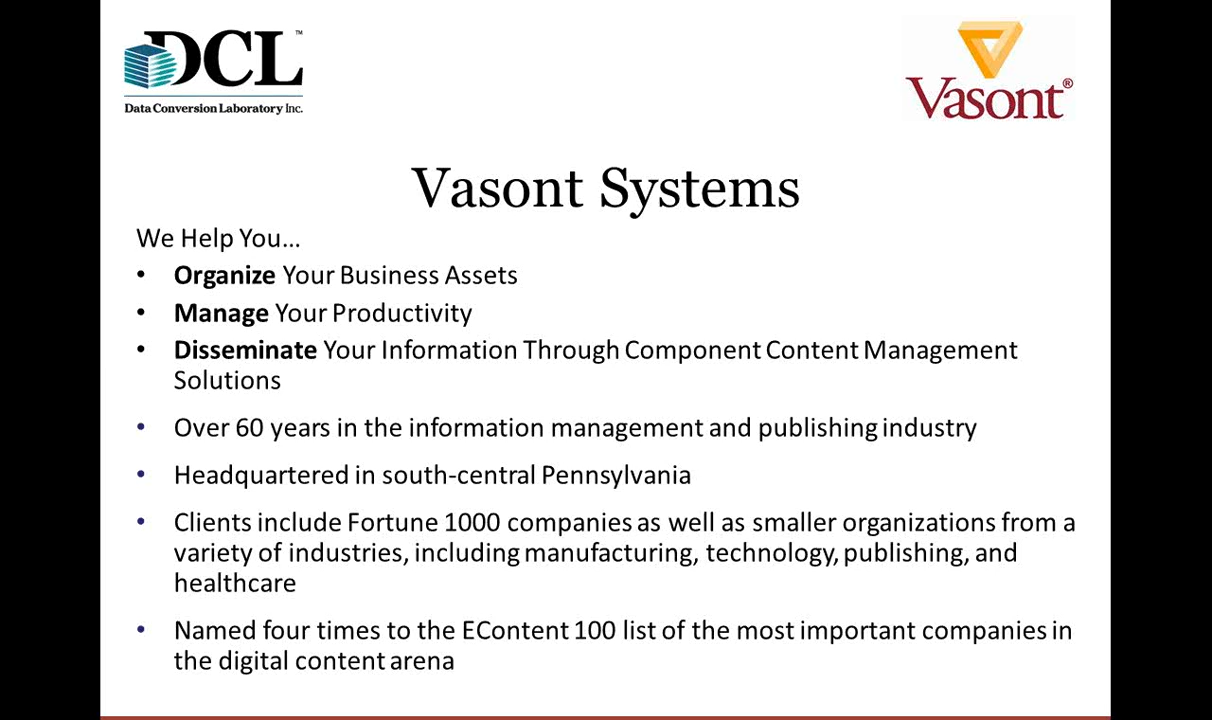 DCL™
Data Conversion Laboratory Inc.
Vasont®
Vasont Systems
We Help You...
• Organize Your Business Assets
• Manage Your Productivity
• Disseminate Your Information Through Component Content Management
Solutions
• Over 60 years in the information management and publishing industry
• Headquartered in south-central Pennsylvania
• Clients include Fortune 1000 companies as well as smaller organizations from a
variety of industries, including manufacturing, technology, publishing, and
healthcare
• Named four times to the EContent 100 list of the most important companies in
the digital content arena